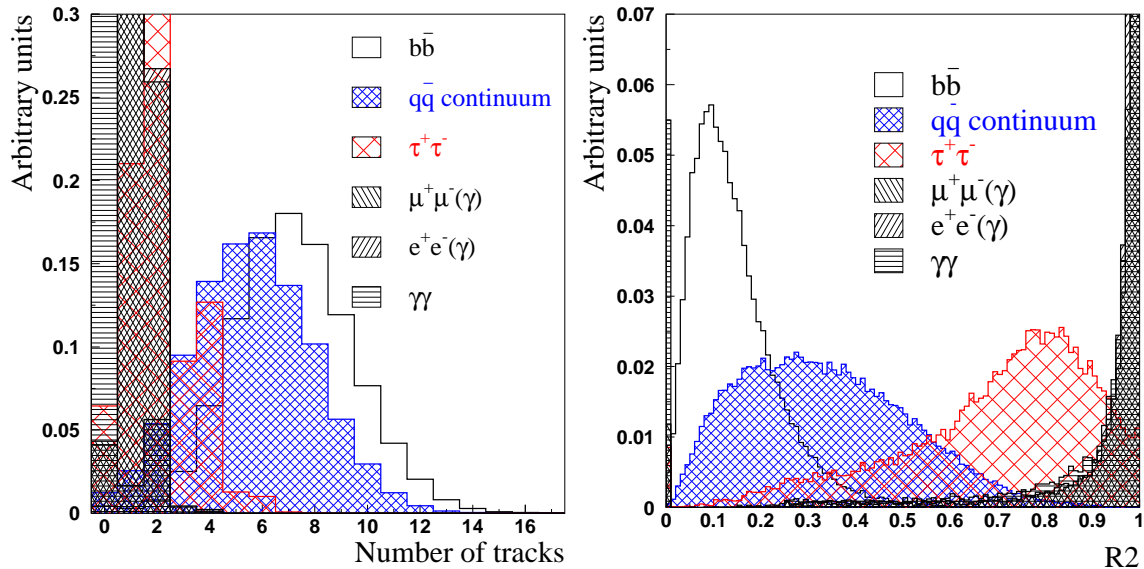 Arbitrary units
0.3
0.25
0.2
0.15
0.1
0.05
0
0 2 4 6 8 10 12 14 16
Number of tracks
bb̄
qq̄ continuum
τ⁺τ⁻
μ⁺μ⁻(γ)
e⁺e⁻(γ)
γγ
Arbitrary units
0.07
0.06
0.05
0.04
0.03
0.02
0.01
0
0 0.1 0.2 0.3 0.4 0.5 0.6 0.7 0.8 0.9 1
R2
bb̄
qq̄ continuum
τ⁺τ⁻
μ⁺μ⁻(γ)
e⁺e⁻(γ)
γγ